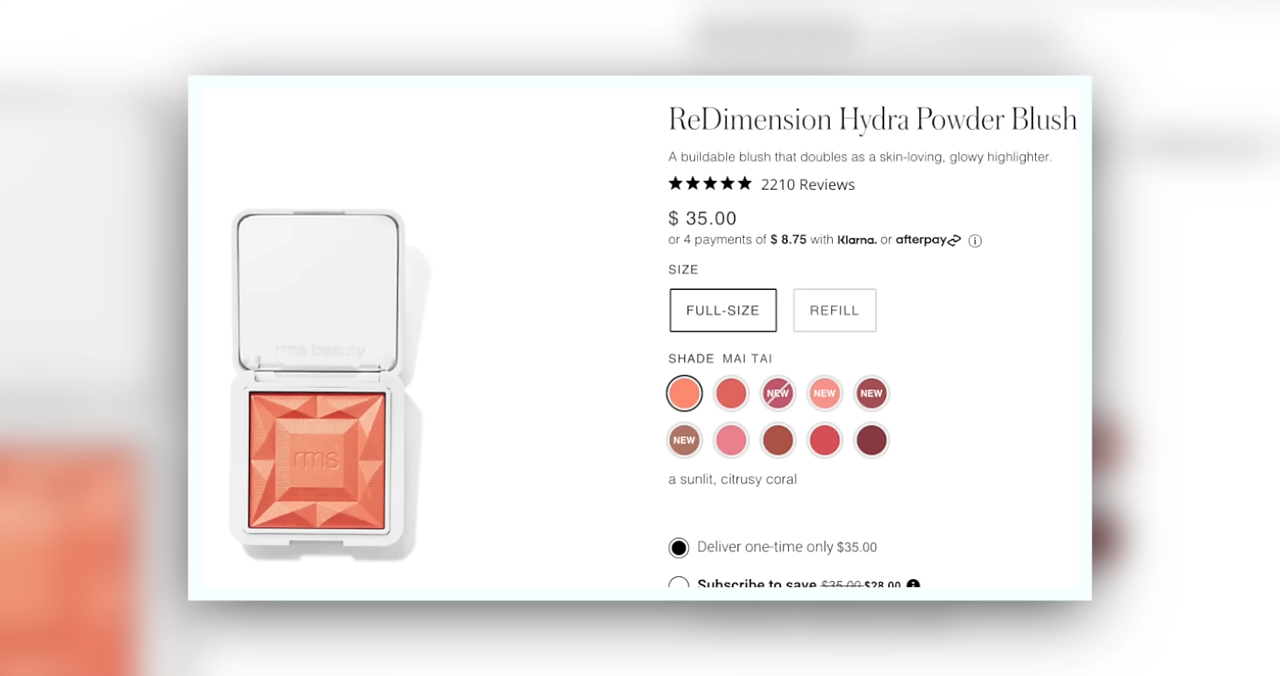 ReDimension Hydra Powder Blush
A buildable blush that doubles as a skin-loving, glowy highlighter.
2210 Reviews
$ 35.00
or 4 payments of $ 8.75 with Klarna. or afterpay
SIZE
FULL-SIZE REFILL
SHADE MAI TAI
NEW NEW NEW
NEW
a sunlit, citrusy coral
Deliver one-time only $35.00
Subscribe to save $35.00 $28.00
rms beauty
rms